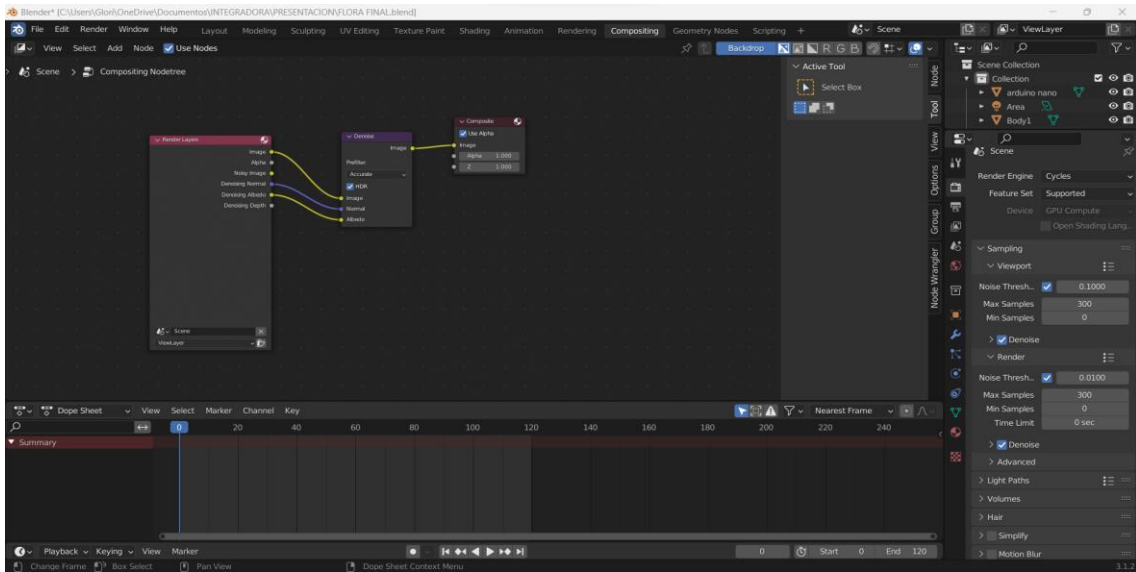 Blender* [C:\Users\Glori\OneDrive\Documentos\INTEGRADORA\PRESENTACION\FLORA FINAL.blend]
File Edit Render Window Help Layout Modeling Sculpting UV Editing Texture Paint Shading Animation Rendering Compositing Geometry Nodes Scripting + Scene ViewLayer
View Select Add Node Use Nodes Backdrop R G B
Scene > Compositing Nodetree
Active Tool
Select Box
Node
Tool
View
Options
Group
Node Wrangler
Render Layers
Image
Alpha
Noisy Image
Denoising Normal
Denoising Albedo
Denoising Depth
Scene
ViewLayer
Denoise
Image
Prefilter
Accurate
HDR
Image
Normal
Albedo
Composite
Use Alpha
Image
Alpha 1.000
Z 1.000
Scene Collection
Collection
arduino nano
Area
Body1
Scene
Render Engine Cycles
Feature Set Supported
Device GPU Compute
Open Shading Lang..
Sampling
Viewport
Noise Thresh.. 0.1000
Max Samples 300
Min Samples 0
Denoise
Render
Noise Thresh.. 0.0100
Max Samples 300
Min Samples 0
Time Limit 0 sec
Denoise
Advanced
Light Paths
Volumes
Hair
Simplify
Motion Blur
Dope Sheet View Select Marker Channel Key Nearest Frame
0 20 40 60 80 100 120 140 160 180 200 220 240
Summary
Playback Keying View Marker 0 Start 0 End 120
Change Frame Box Select Pan View Dope Sheet Context Menu 3.1.2